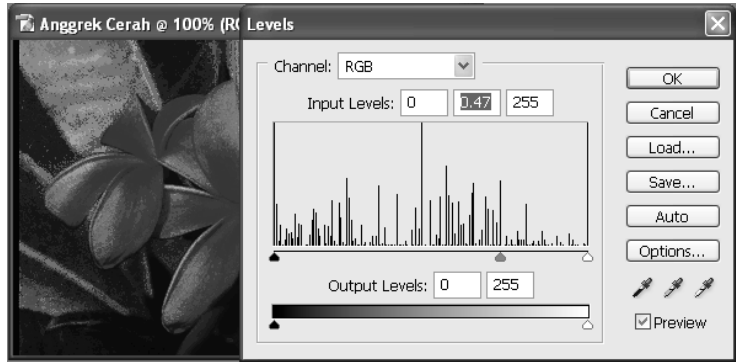 Anggrek Cerah @ 100% (R
Levels
Channel: RGB
Input Levels: 0 0.47 255
Output Levels: 0 255
OK
Cancel
Load...
Save...
Auto
Options...
Preview